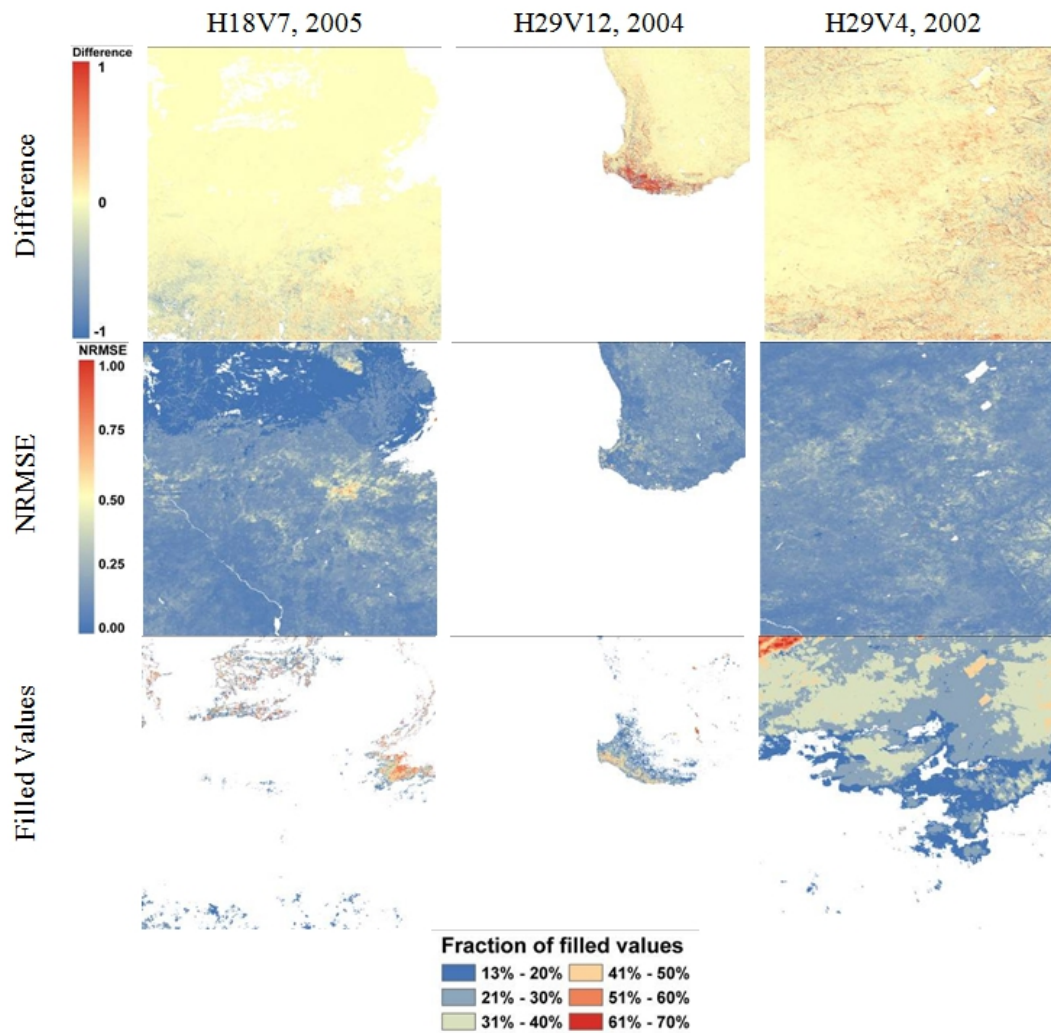 H18V7, 2005 H29V12, 2004 H29V4, 2002
Difference
1
0
-1
Difference
NRMSE
1.00
0.75
0.50
0.25
0.00
NRMSE
Filled Values
Fraction of filled values
13% - 20% 41% - 50%
21% - 30% 51% - 60%
31% - 40% 61% - 70%